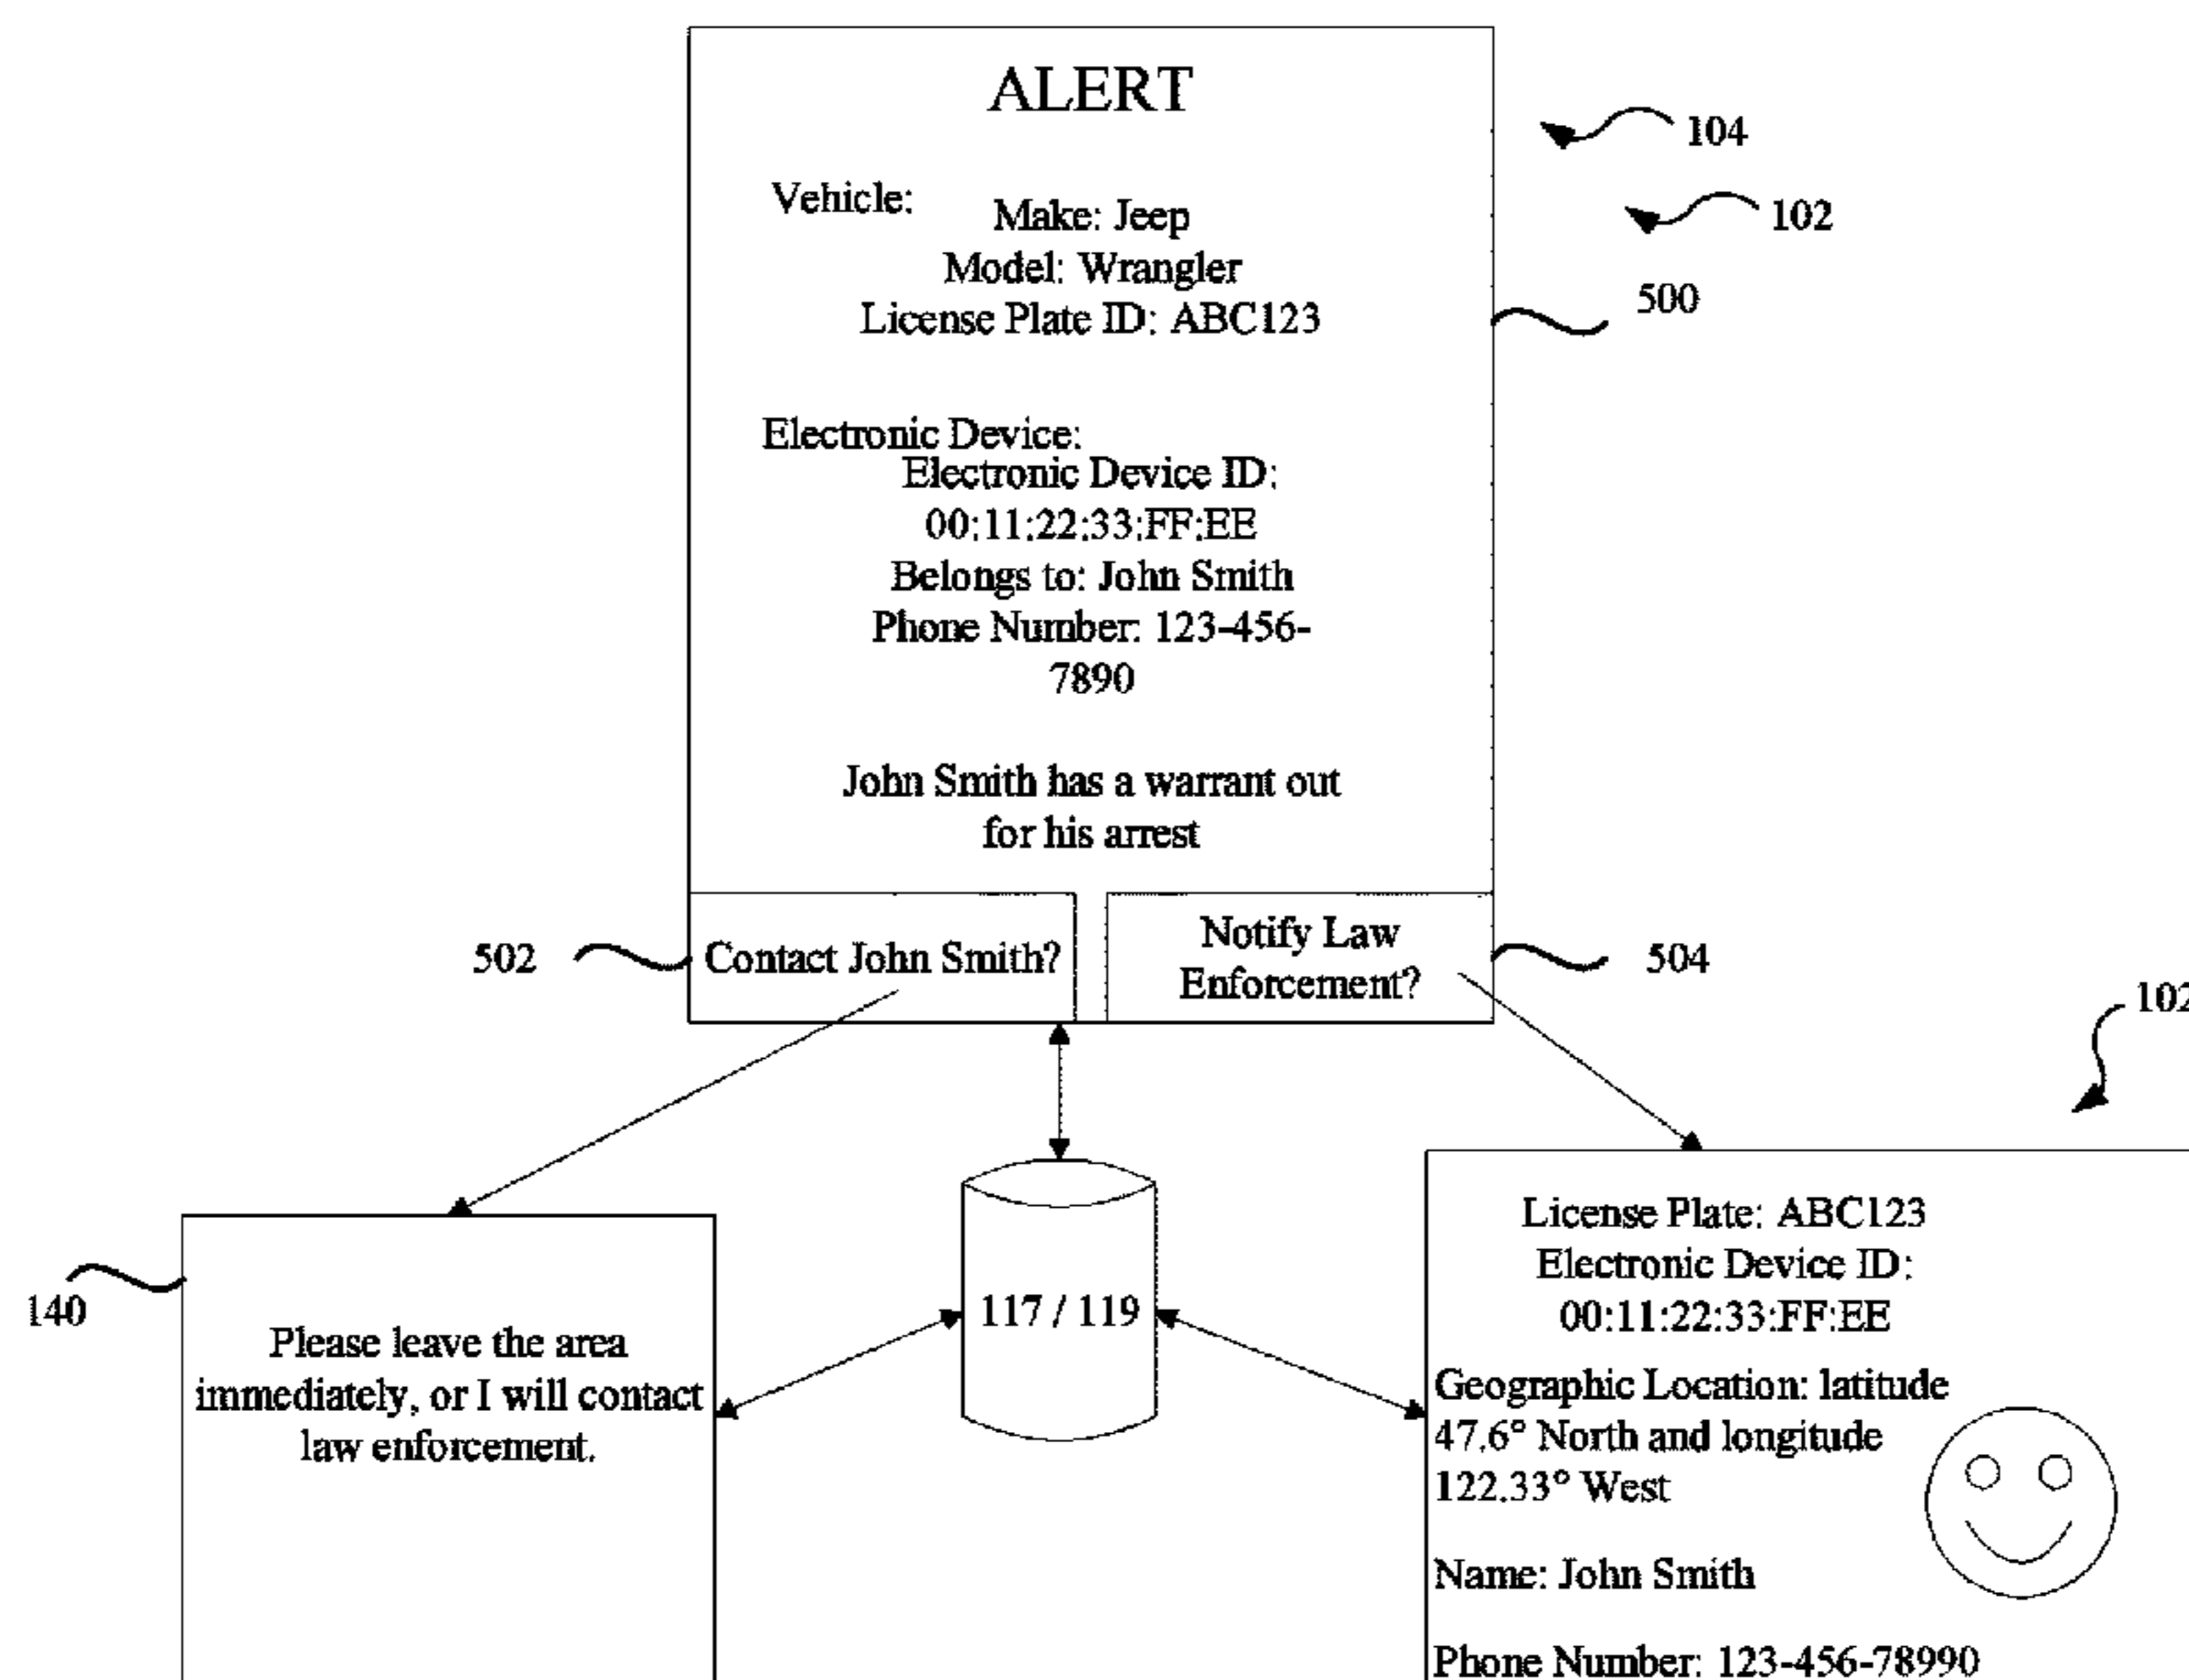 ALERT
104
Vehicle:
102
Make: Jeep
Model: Wrangler
500
License Plate ID: ABC123
Electronic Device:
Electronic Device ID:
00:11:22:33:FF:EE
Belongs to: John Smith
Phone Number: 123-456-
7890
John Smith has a warrant out
for his arrest
502
Contact John Smith?
Notify Law
Enforcement?
504
102
140
Please leave the area
immediately, or I will contact
law enforcement.
117 / 119
License Plate: ABC123
Electronic Device ID:
00:11:22:33:FF:EE
Geographic Location: latitude
47.6° North and longitude
122.33° West
Name: John Smith
Phone Number: 123-456-78990